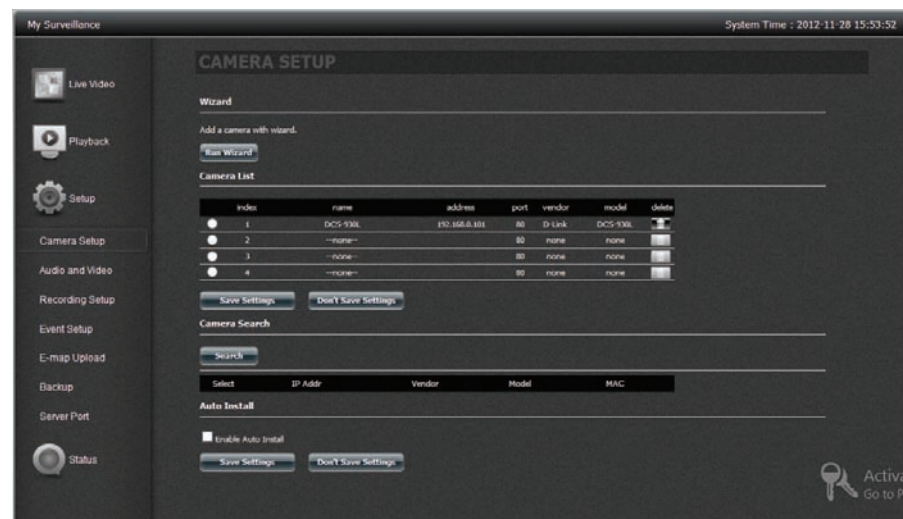 My Surveillance
System Time : 2012-11-28 15:53:52
Live Video
Playback
Setup
Camera Setup
Audio and Video
Recording Setup
Event Setup
E-map Upload
Backup
Server Port
Status
CAMERA SETUP
Wizard
Add a camera with wizard.
Run Wizard
Camera List
index name address port vendor model delete
1 DCS-930L 192.168.0.101 80 D-Link DCS-930L
2 --none-- 80 none none
3 --none-- 80 none none
4 --none-- 80 none none
Save Settings Don't Save Settings
Camera Search
Search
Select IP Addr Vendor Model MAC
Auto Install
Enable Auto Install
Save Settings Don't Save Settings
Activa
Go to P